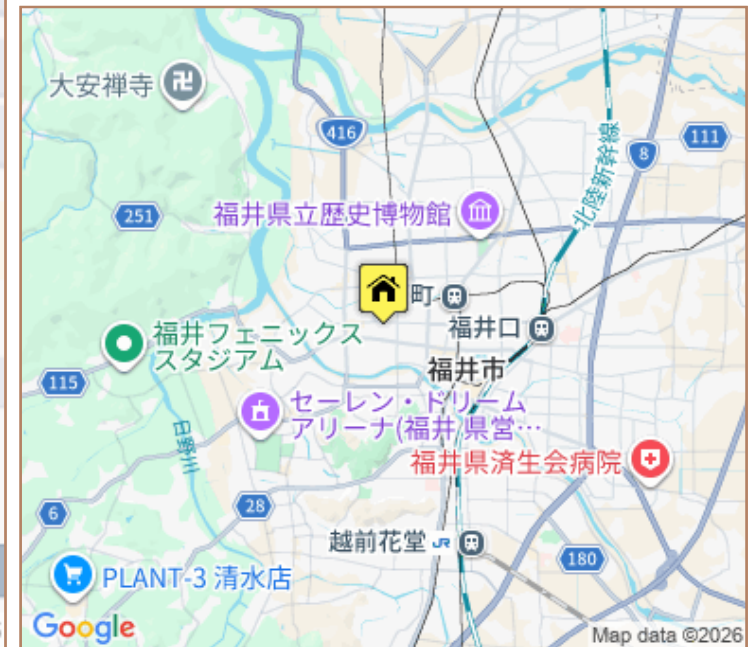 大安禅寺
416
111
8
北陸新幹線
251
福井県立歴史博物館
町
福井口
福井フェニックス
スタジアム
福井市
115
セーレン・ドリーム
アリーナ(福井 県営…
日野川
福井県済生会病院
28
6
越前花堂 JR
180
PLANT-3 清水店
Google
Map data ©2026